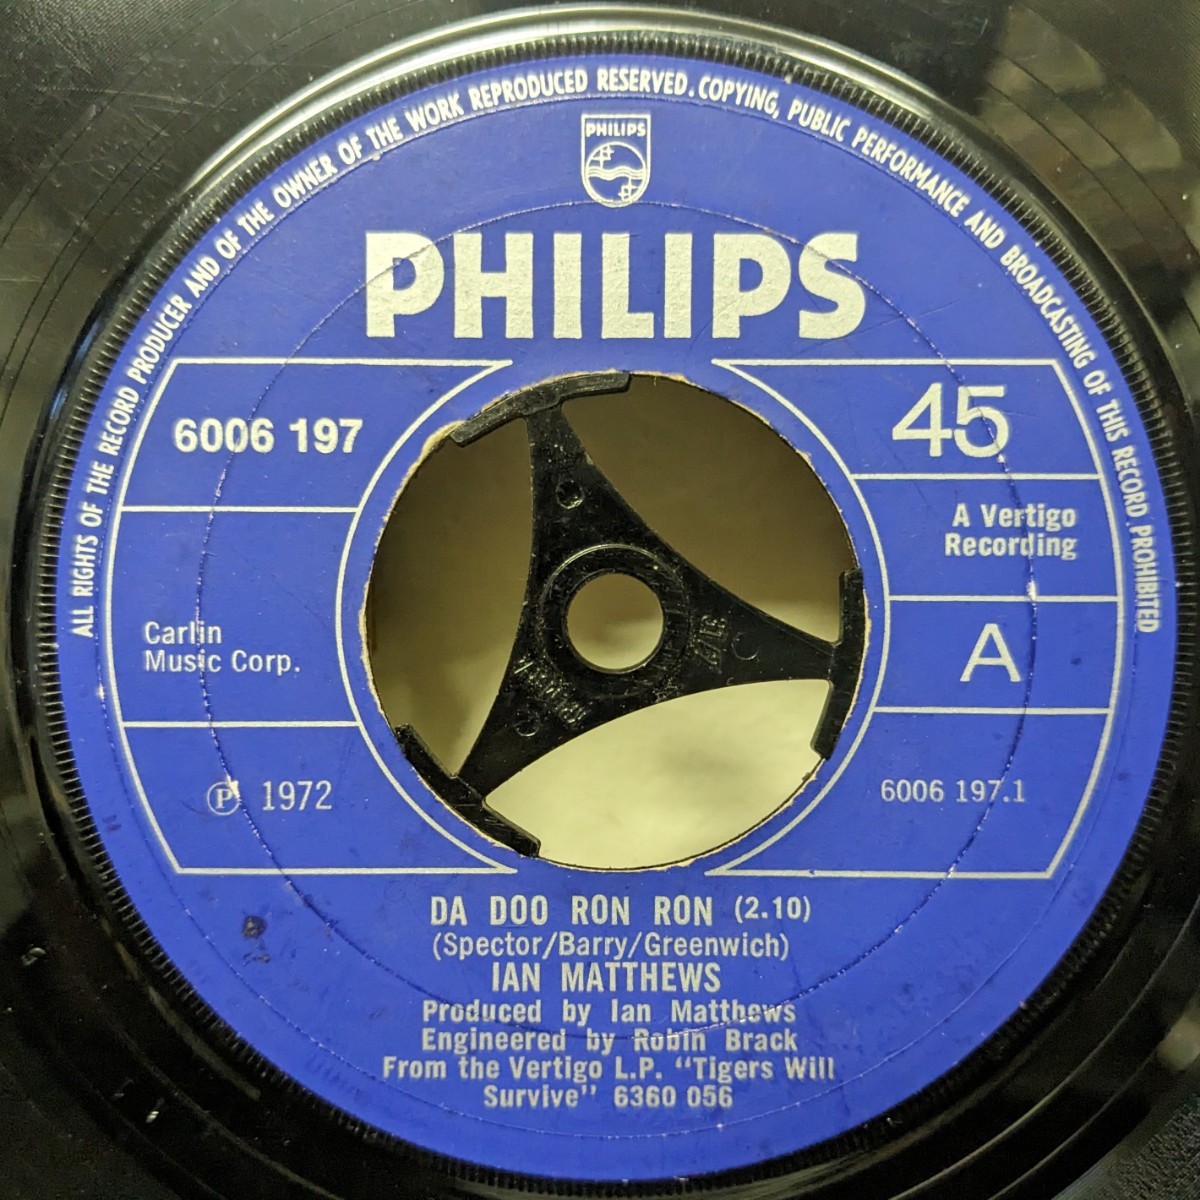 ALL RIGHTS OF THE RECORD PRODUCER AND OF THE OWNER OF THE WORK REPRODUCED RESERVED. COPYING, PUBLIC PERFORMANCE AND BROADCASTING OF THIS RECORD PROHIBITED
PHILIPS
PHILIPS
6006 197
45
A Vertigo
Recording
Carlin
Music Corp.
A
Ⓟ 1972
6006 197.1
DA DOO RON RON (2.10)
(Spector/Barry/Greenwich)
IAN MATTHEWS
Produced by Ian Matthews
Engineered by Robin Brack
From the Vertigo L.P. “Tigers Will
Survive” 6360 056